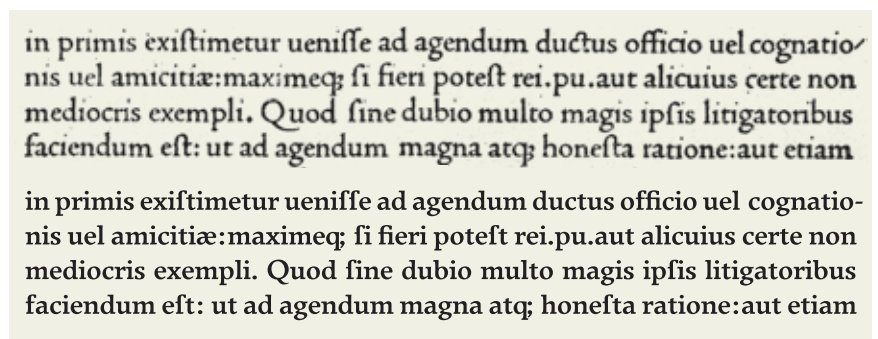 in primis exiſtimetur ueniſſe ad agendum ductus officio uel cognatio-
nis uel amicitiæ:maximeq; ſi fieri poteſt rei.pu.aut alicuius certe non
mediocris exempli. Quod ſine dubio multo magis ipſis litigatoribus
faciendum eſt: ut ad agendum magna atq; honeſta ratione:aut etiam
in primis exiſtimetur ueniſſe ad agendum ductus officio uel cognatio-
nis uel amicitiæ:maximeq; ſi fieri poteſt rei.pu.aut alicuius certe non
mediocris exempli. Quod ſine dubio multo magis ipſis litigatoribus
faciendum eſt: ut ad agendum magna atq; honeſta ratione:aut etiam